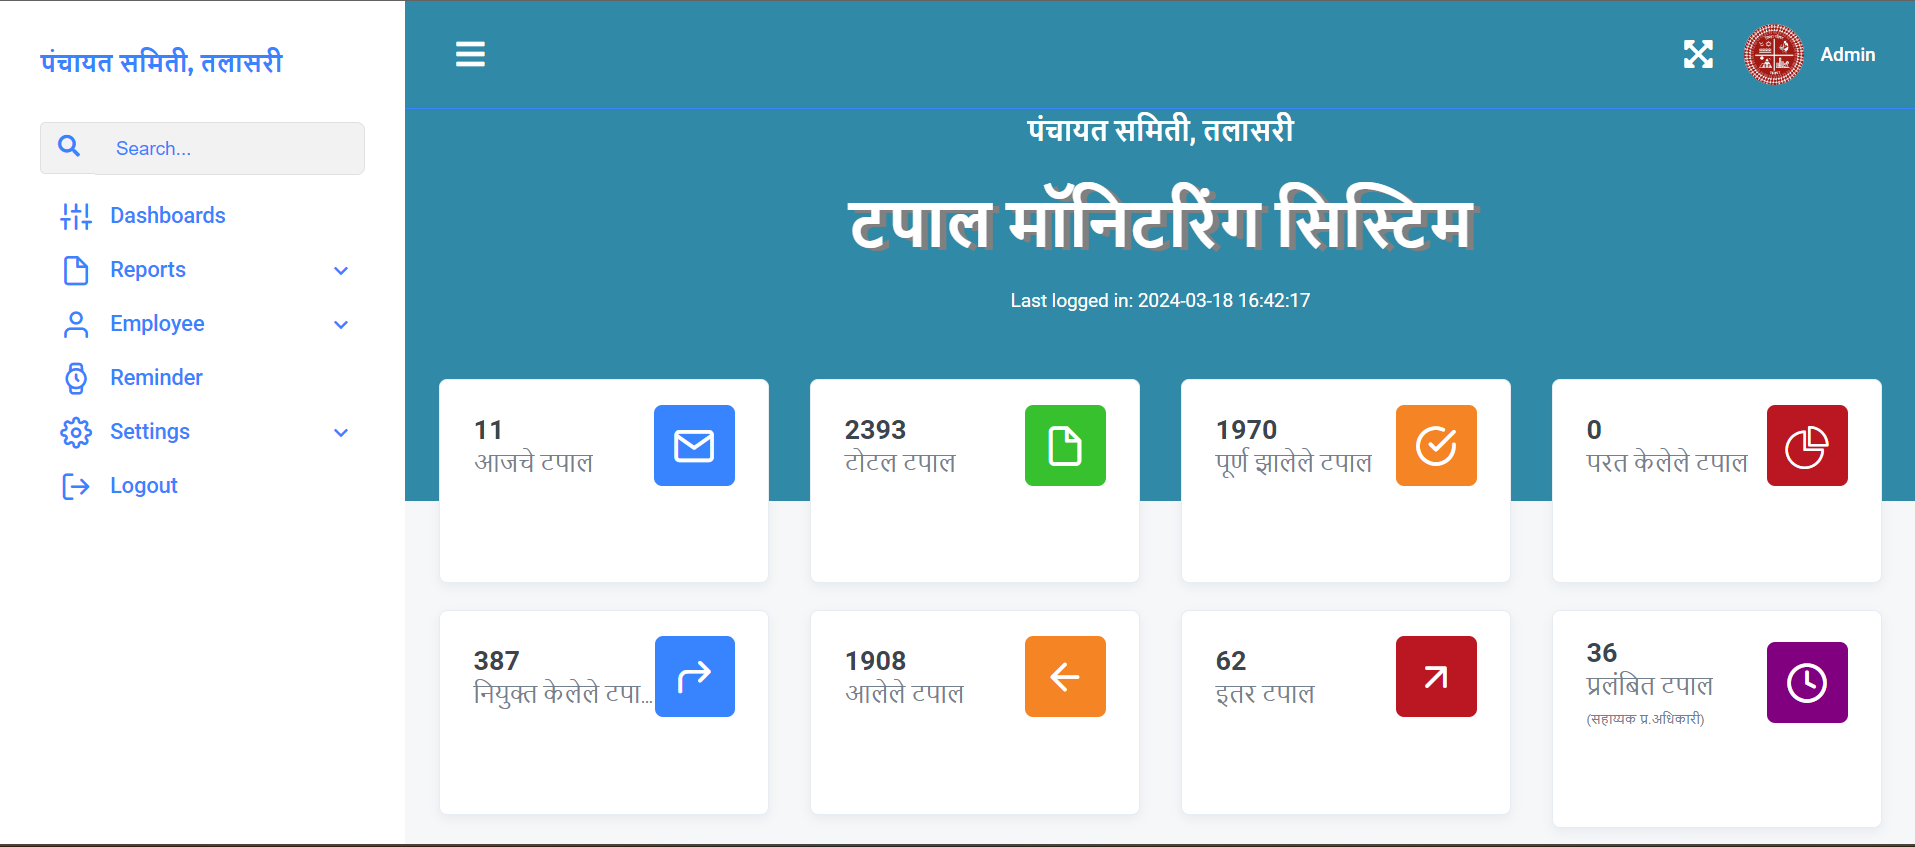 पंचायत समिती, तलासरी
Search...
Dashboards
Reports
Employee
Reminder
Settings
Logout
Admin
पंचायत समिती, तलासरी
टपाल मॉनिटरिंग सिस्टिम
Last logged in: 2024-03-18 16:42:17
11
आजचे टपाल
2393
टोटल टपाल
1970
पूर्ण झालेले टपाल
0
परत केलेले टपाल
387
नियुक्त केलेले टपा...
1908
आलेले टपाल
62
इतर टपाल
36
प्रलंबित टपाल
(सहाय्यक प्र.अधिकारी)